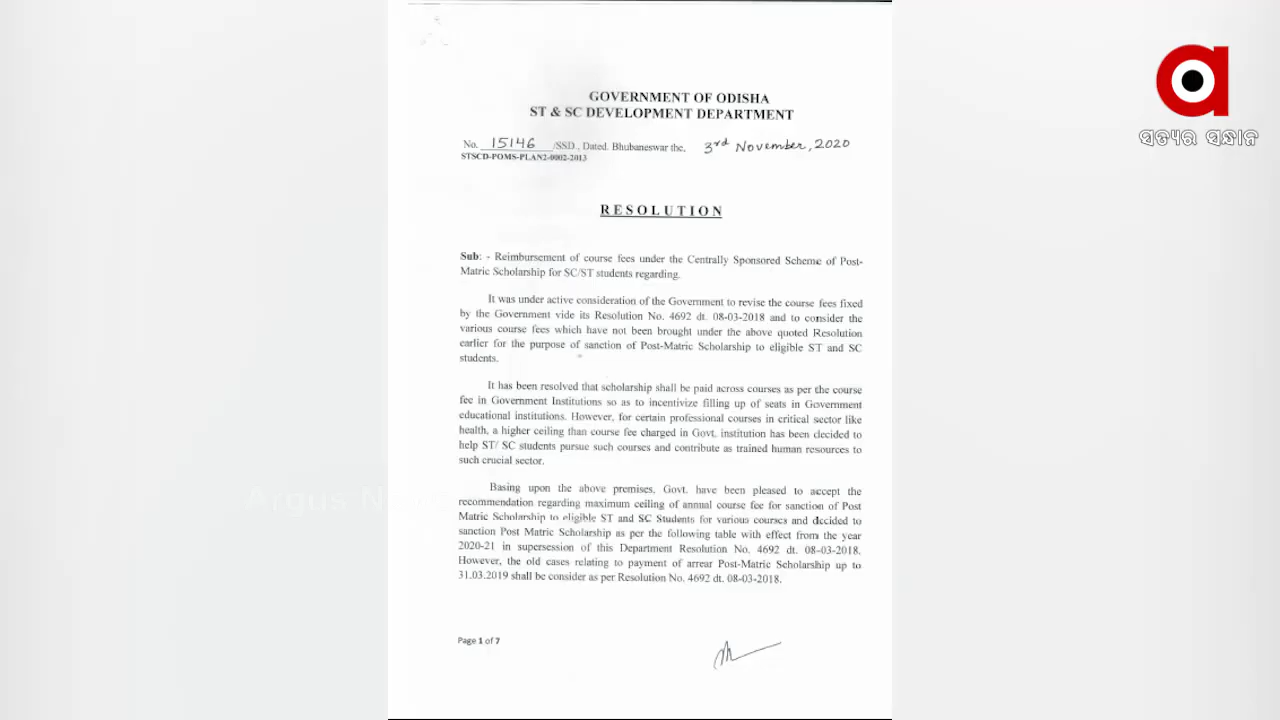 GOVERNMENT OF ODISHA
ST & SC DEVELOPMENT DEPARTMENT
No. 15146 /SSD., Dated. Bhubaneswar the, 3rd November, 2020
STSCD-POMS-PLAN2-0002-2013
RESOLUTION
Sub: - Reimbursement of course fees under the Centrally Sponsored Scheme of Post-
Matric Scholarship for SC/ST students regarding.
It was under active consideration of the Government to revise the course fees fixed
by the Government vide its Resolution No. 4692 dt. 08-03-2018 and to consider the
various course fees which have not been brought under the above quoted Resolution
earlier for the purpose of sanction of Post-Matric Scholarship to eligible ST and SC
students.
It has been resolved that scholarship shall be paid across courses as per the course
fee in Government Institutions so as to incentivize filling up of seats in Government
educational institutions. However, for certain professional courses in critical sector like
health, a higher ceiling than course fee charged in Govt. institution has been decided to
help ST/ SC students pursue such courses and contribute as trained human resources to
such crucial sector.
Basing upon the above premises, Govt. have been pleased to accept the
recommendation regarding maximum ceiling of annual course fee for sanction of Post
Matric Scholarship to eligible ST and SC Students for various courses and decided to
sanction Post Matric Scholarship as per the following table with effect from the year
2020-21 in supersession of this Department Resolution No. 4692 dt. 08-03-2018.
However, the old cases relating to payment of arrear Post-Matric Scholarship up to
31.03.2019 shall be consider as per Resolution No. 4692 dt. 08-03-2018.
Page 1 of 7
a
ସତ୍ୟର ସନ୍ଧାନ
Argus News